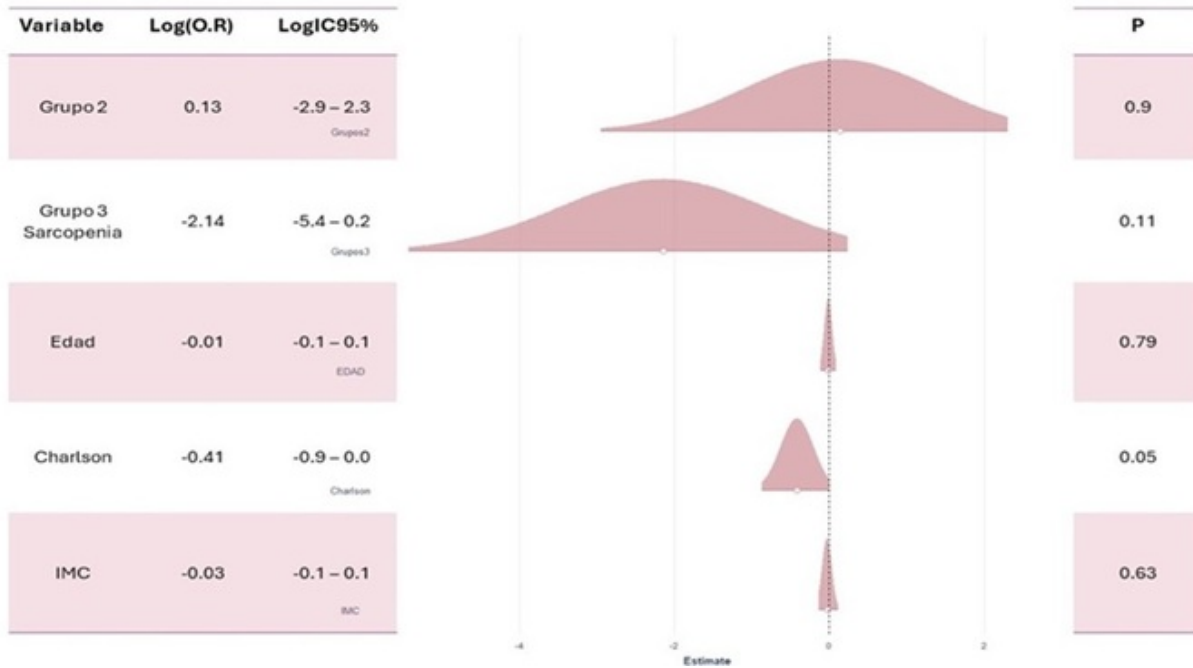 Variable Log(O.R) LogIC95% P
Grupo 2 0.13 -2.9 – 2.3 0.9
Grupos2
Grupo 3
Sarcopenia -2.14 -5.4 – 0.2 0.11
Grupos3
Edad -0.01 -0.1 – 0.1 0.79
EDAD
Charlson -0.41 -0.9 – 0.0 0.05
Charlson
IMC -0.03 -0.1 – 0.1 0.63
IMC
-4 -2 0 2
Estimate